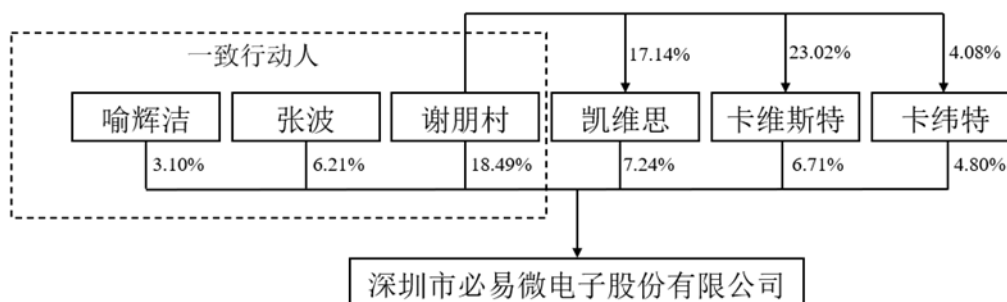 一致行动人
17.14%
23.02%
4.08%
喻辉洁
张波
谢朋村
凯维思
卡维斯特
卡纬特
3.10%
6.21%
18.49%
7.24%
6.71%
4.80%
深圳市必易微电子股份有限公司